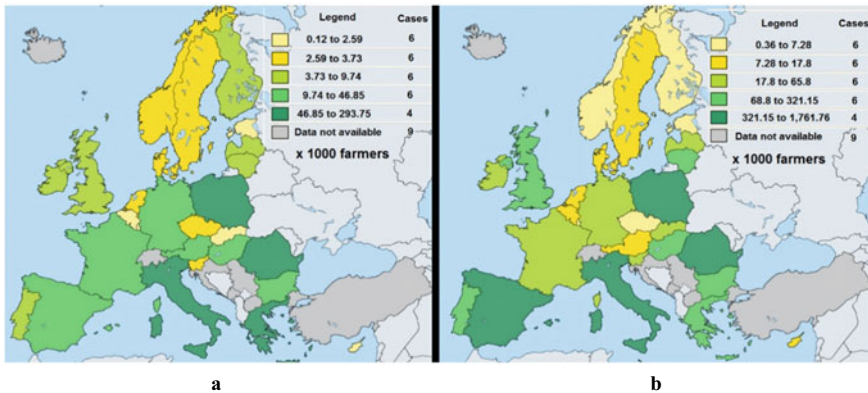 Legend Cases
0.12 to 2.59 6
2.59 to 3.73 6
3.73 to 9.74 6
9.74 to 46.85 6
46.85 to 293.75 4
Data not available 9
x 1000 farmers
Legend Cases
0.36 to 7.28 6
7.28 to 17.8 6
17.8 to 65.8 6
68.8 to 321.15 6
321.15 to 1,761.76 4
Data not available 9
x 1000 farmers
a b